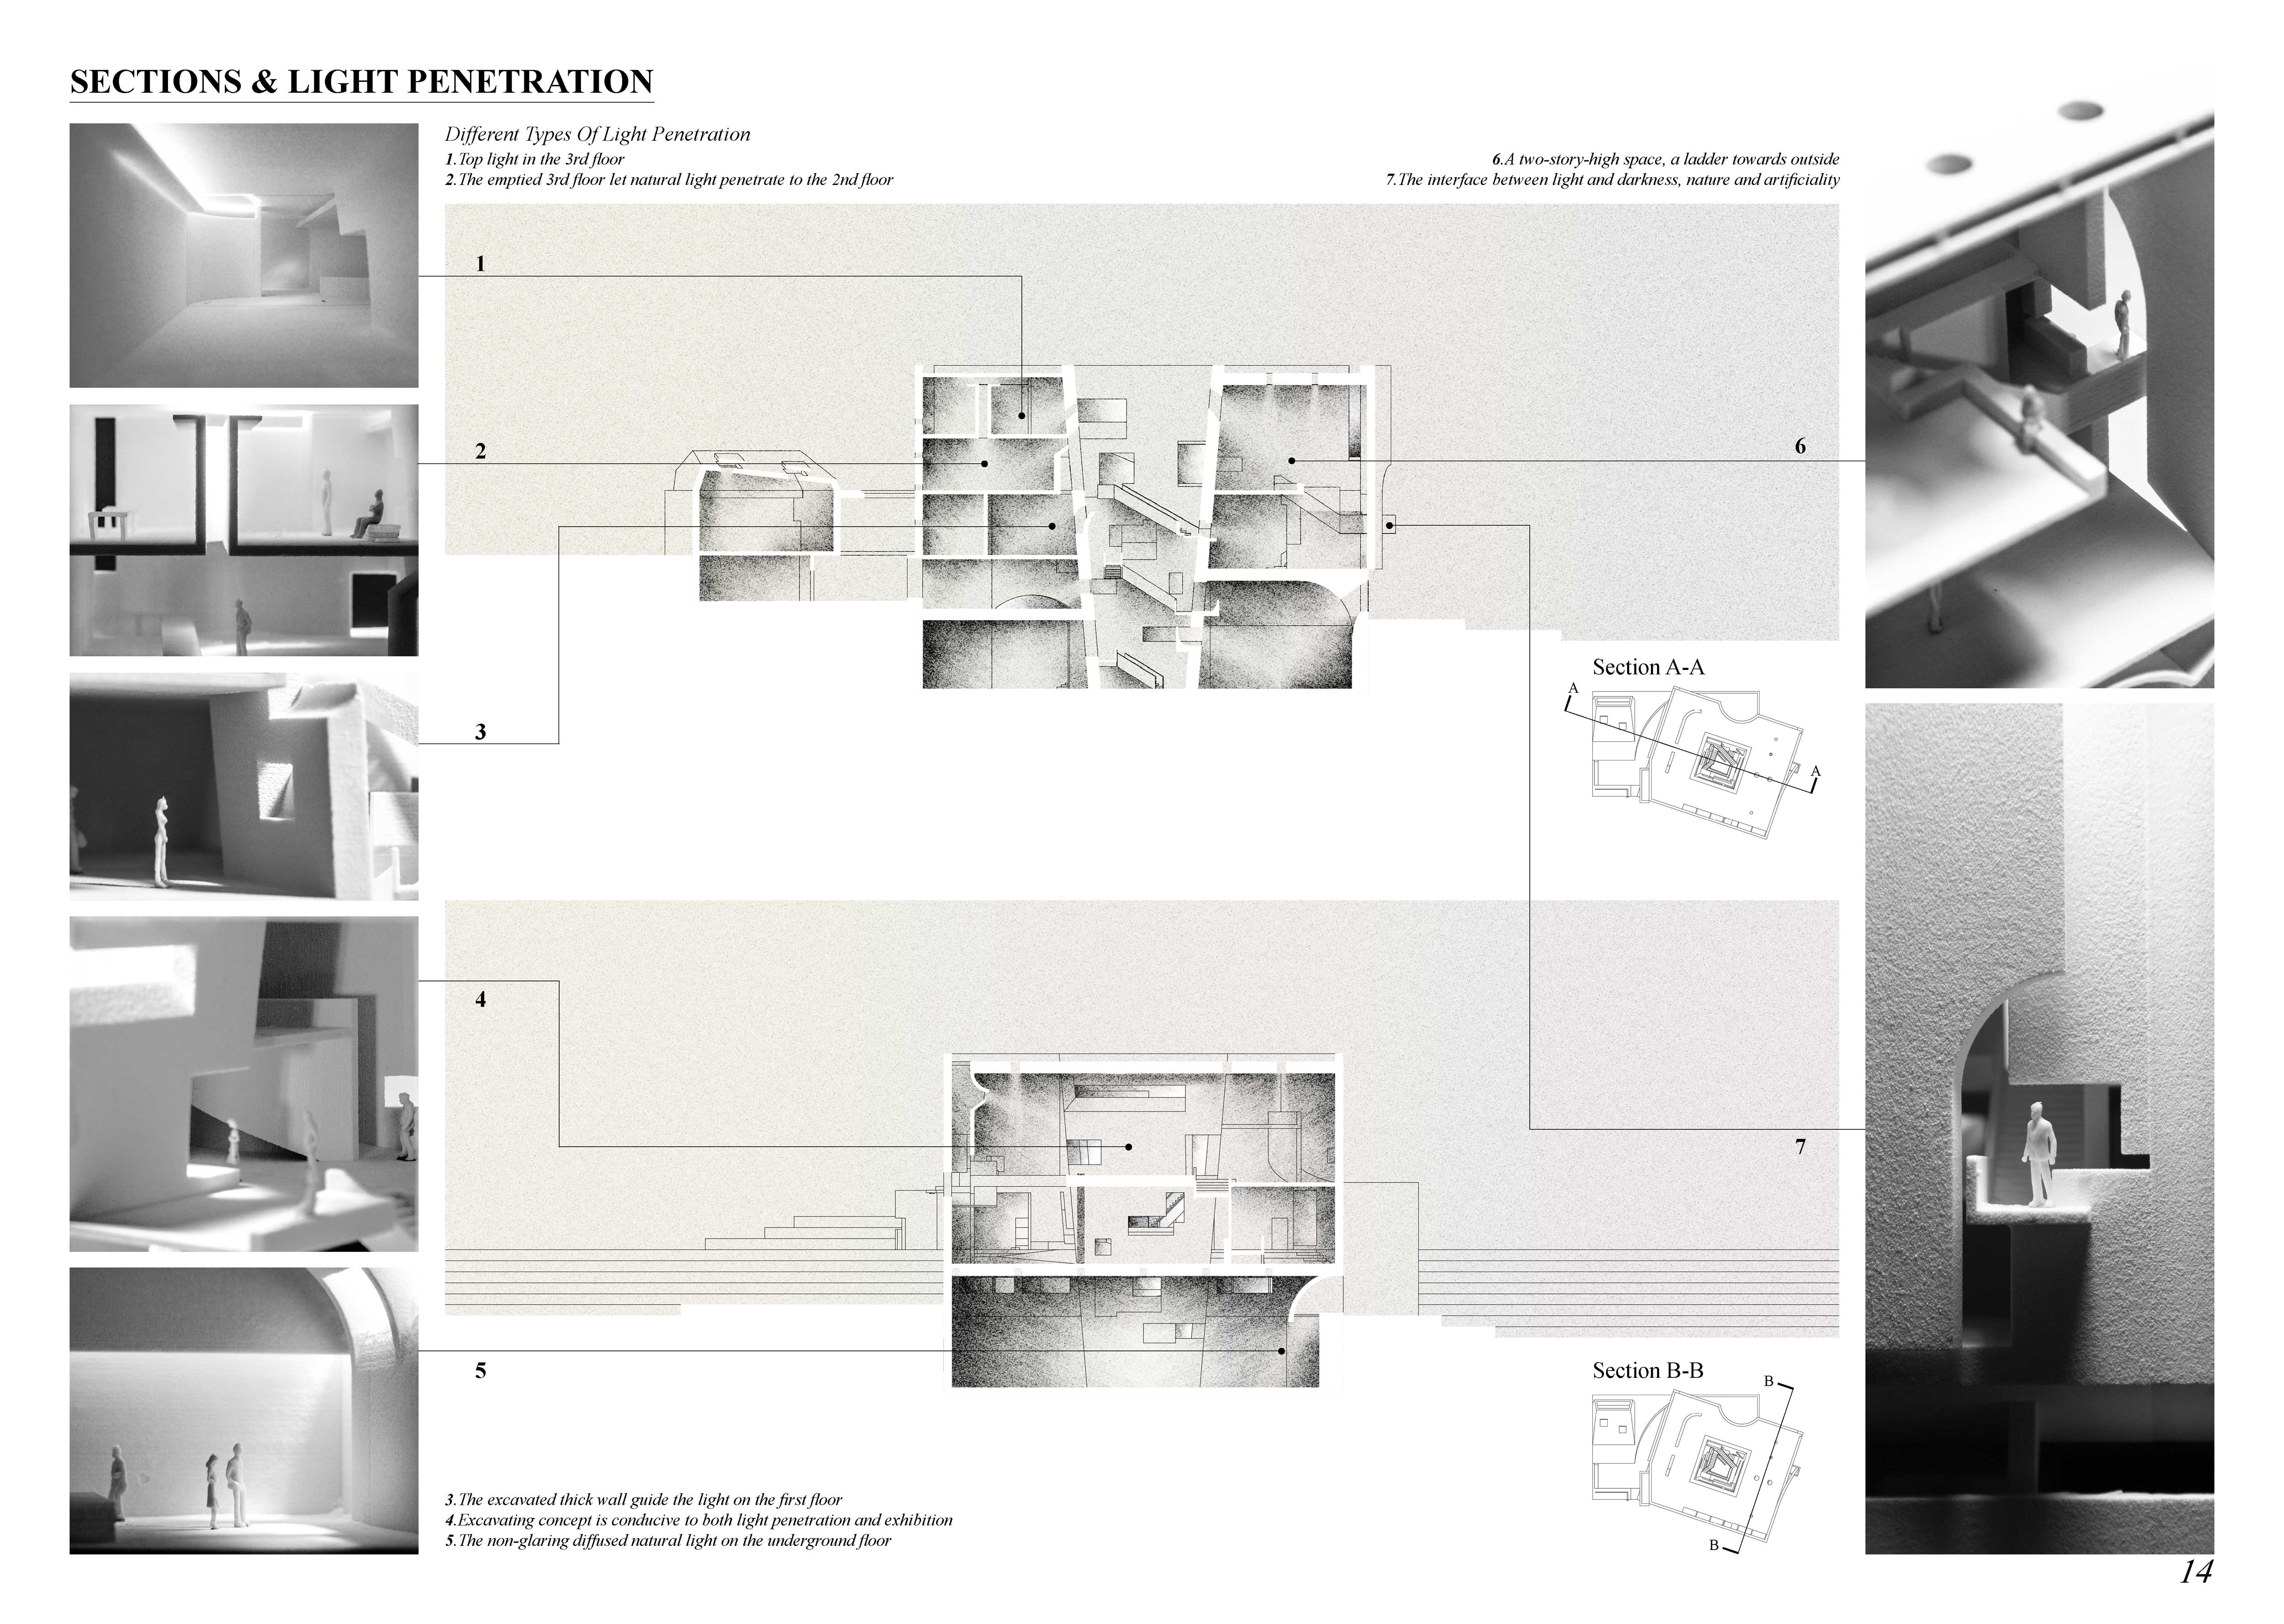 SECTIONS & LIGHT PENETRATION
Different Types Of Light Penetration
1.Top light in the 3rd floor
2.The emptied 3rd floor let natural light penetrate to the 2nd floor
6.A two-story-high space, a ladder towards outside
7.The interface between light and darkness, nature and artificiality
1
2
6
3
Section A-A
A
A
4
7
5
Section B-B
B
B
3.The excavated thick wall guide the light on the first floor
4.Excavating concept is conducive to both light penetration and exhibition
5.The non-glaring diffused natural light on the underground floor
14